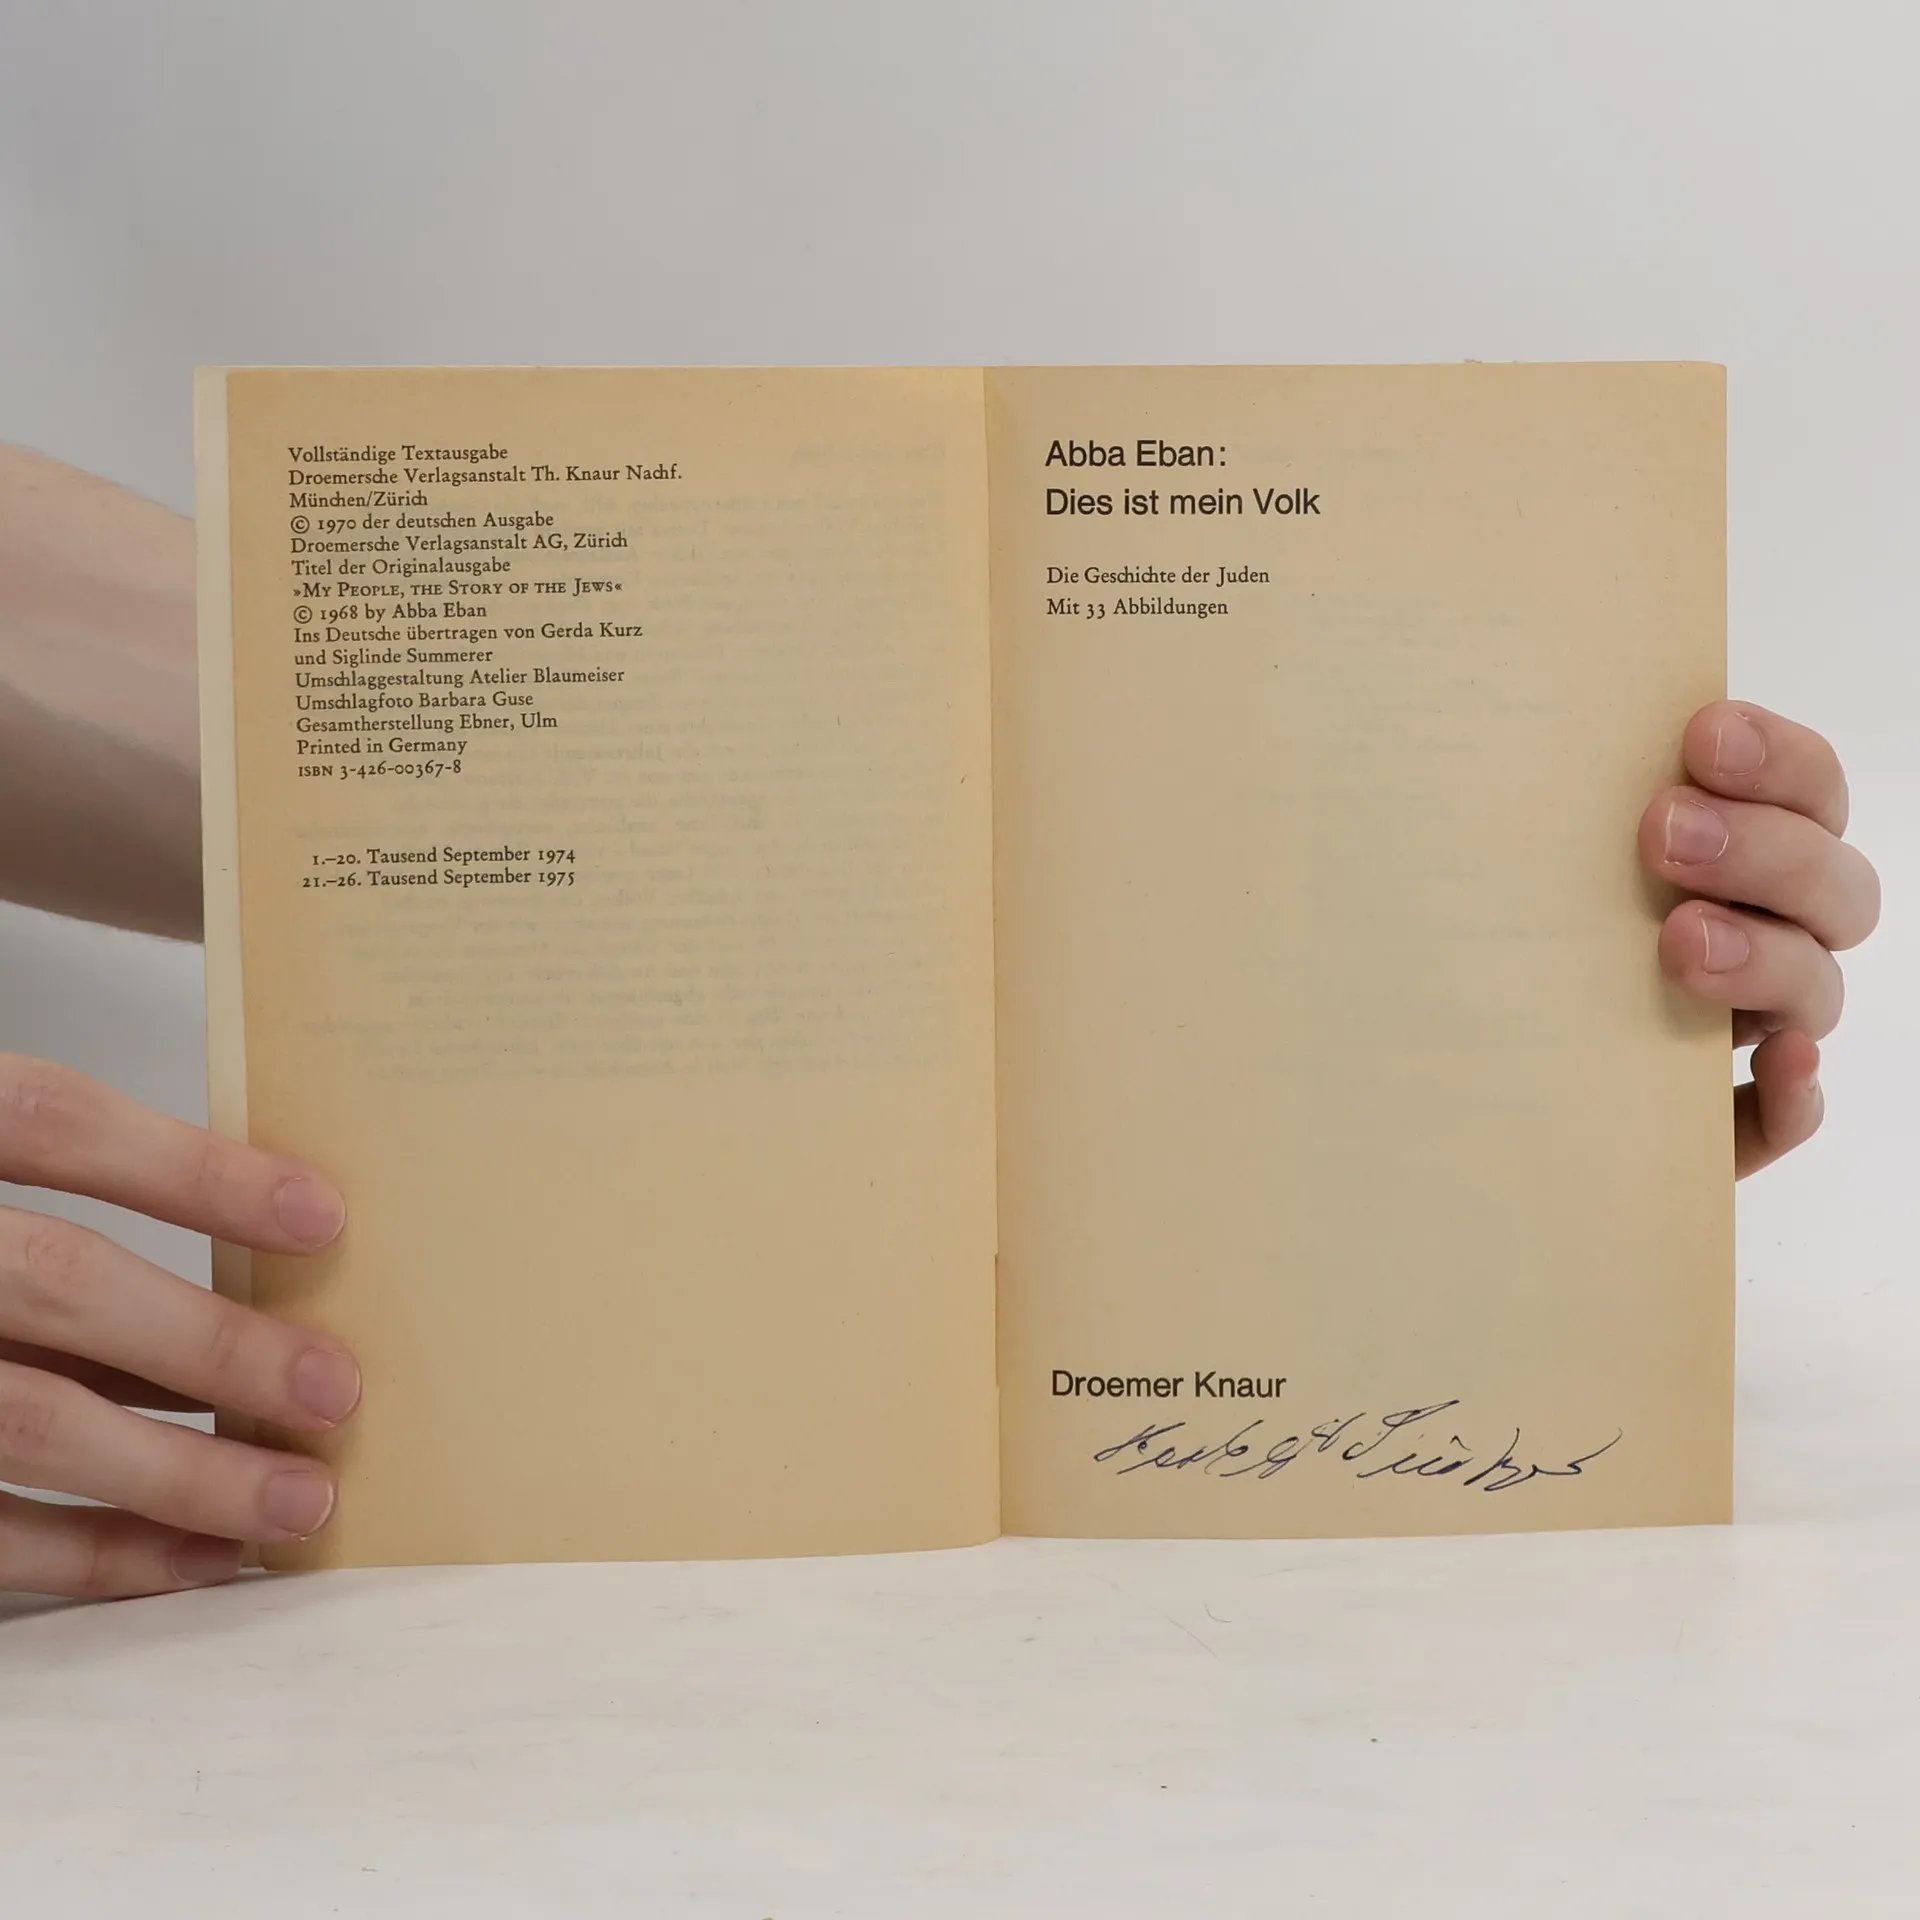 Vollständige Textausgabe
Droemersche Verlagsanstalt Th. Knaur Nachf.
München/Zürich
© 1970 der deutschen Ausgabe
Droemersche Verlagsanstalt AG, Zürich
Titel der Originalausgabe
»MY PEOPLE, THE STORY OF THE JEWS«
© 1968 by Abba Eban
Ins Deutsche übertragen von Gerda Kurz
und Siglinde Summerer
Umschlaggestaltung Atelier Blaumeiser
Umschlagfoto Barbara Guse
Gesamtherstellung Ebner, Ulm
Printed in Germany
ISBN 3-426-00367-8
1.–20. Tausend September 1974
21.–26. Tausend September 1975
Abba Eban:
Dies ist mein Volk
Die Geschichte der Juden
Mit 33 Abbildungen
Droemer Knaur